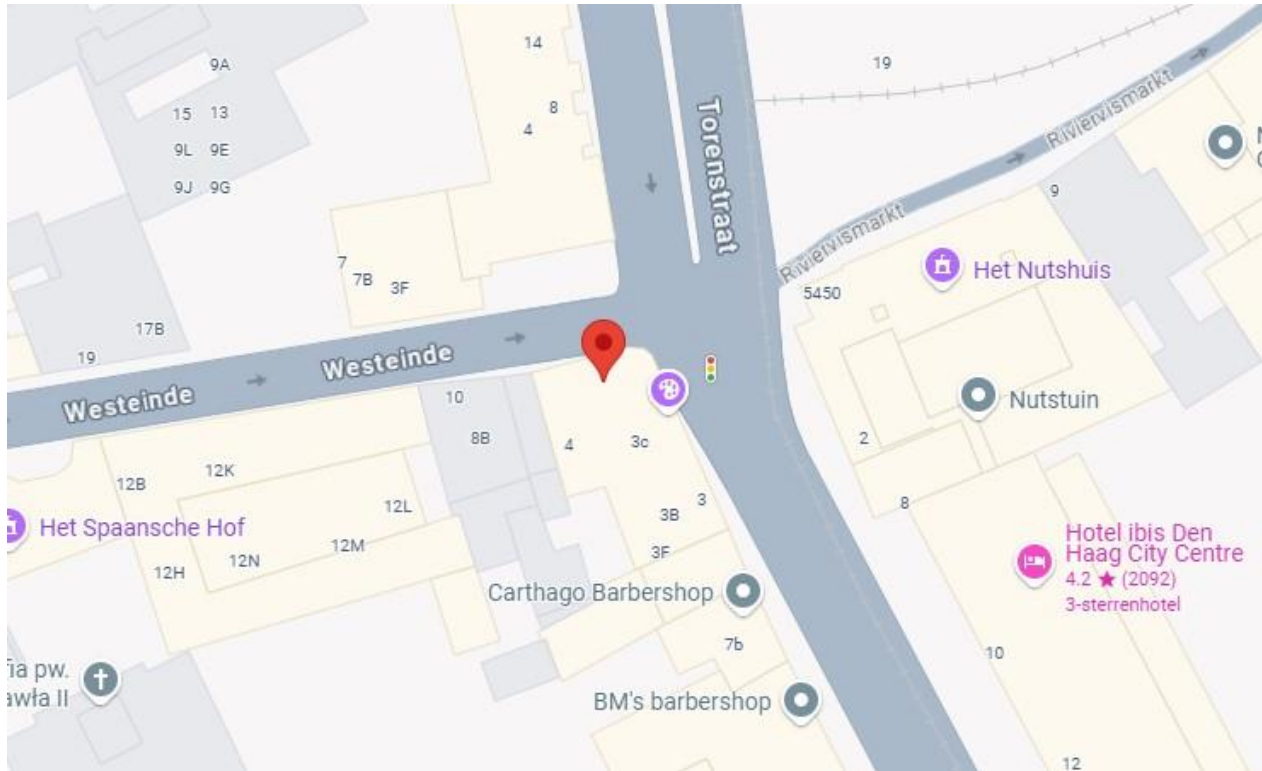 14
9A
19
15 13
8
4
9L 9E
9J 9G
Torenstraat
Riviervismarkt
9
Riviervismarkt
7
7B
3F
Het Nutshuis
5450
17B
19
Westeinde
Westeinde
10
8B
4
3c
Nutstuin
2
12K
12B
12L
3
8
3B
Het Spaansche Hof
12M
12N
12H
3F
Hotel ibis Den
Haag City Centre
4.2 ★ (2092)
3-sterrenhotel
Carthago Barbershop
7b
10
pw.
II
BM's barbershop
12